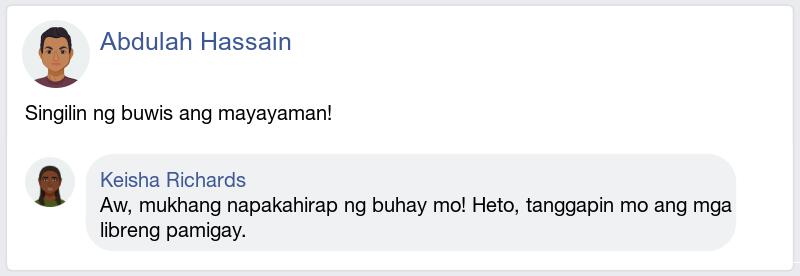 Abdulah Hassain
Singilin ng buwis ang mayayaman!
Keisha Richards
Aw, mukhang napakahirap ng buhay mo! Heto, tanggapin mo ang mga
libreng pamigay.